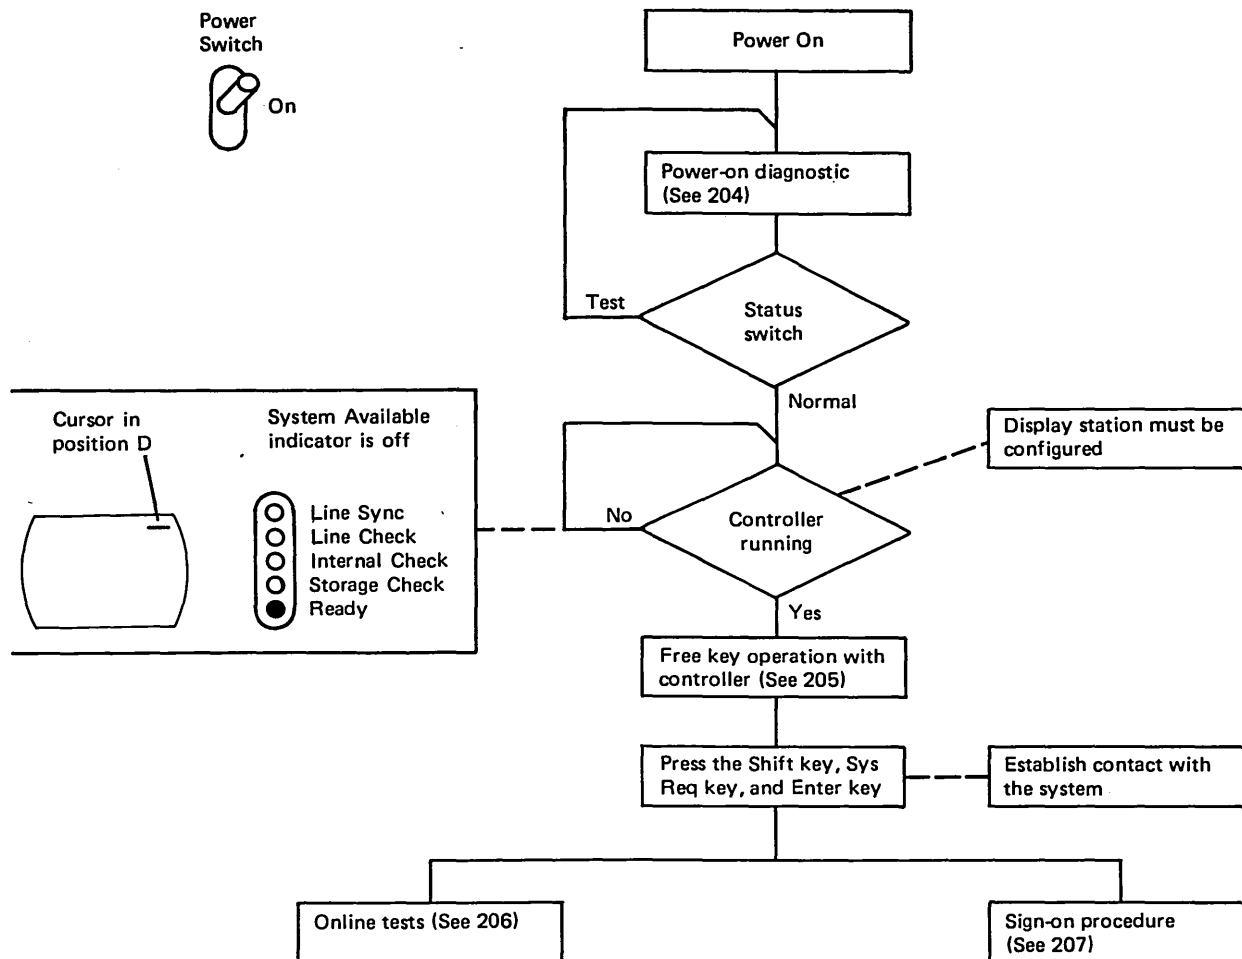 Power
Switch
On
Power On
Power-on diagnostic
(See 204)
Test
Status
switch
Normal
Cursor in
position D
System Available
indicator is off
Line Sync
Line Check
Internal Check
Storage Check
Ready
No
Controller
running
Display station must be
configured
Yes
Free key operation with
controller (See 205)
Press the Shift key, Sys
Req key, and Enter key
Establish contact with
the system
Online tests (See 206)
Sign-on procedure
(See 207)